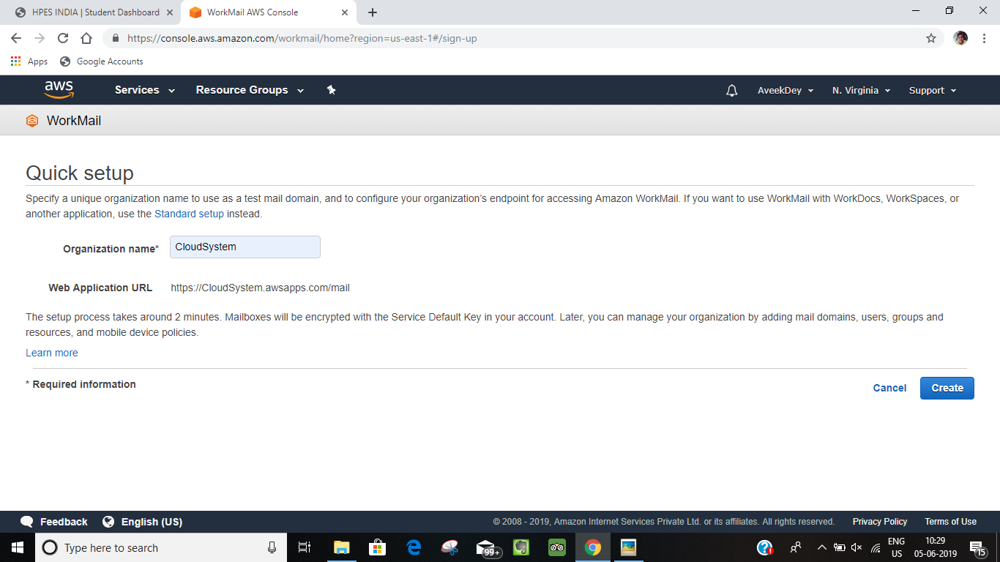 HPES INDIA | Student Dashboard
WorkMail AWS Console
https://console.aws.amazon.com/workmail/home?region=us-east-1#/sign-up
Apps
Google Accounts
aws
Services
Resource Groups
AveekDey
N. Virginia
Support
WorkMail
Quick setup
Specify a unique organization name to use as a test mail domain, and to configure your organization's endpoint for accessing Amazon WorkMail. If you want to use WorkMail with WorkDocs, WorkSpaces, or
another application, use the Standard setup instead.
Organization name*
CloudSystem
Web Application URL
https://CloudSystem.awsapps.com/mail
The setup process takes around 2 minutes. Mailboxes will be encrypted with the Service Default Key in your account. Later, you can manage your organization by adding mail domains, users, groups and
resources, and mobile device policies.
Learn more
* Required information
Cancel
Create
Feedback
English (US)
© 2008 - 2019, Amazon Internet Services Private Ltd. or its affiliates. All rights reserved.
Privacy Policy
Terms of Use
Type here to search
99+
ENG
US
10:29
05-06-2019
15